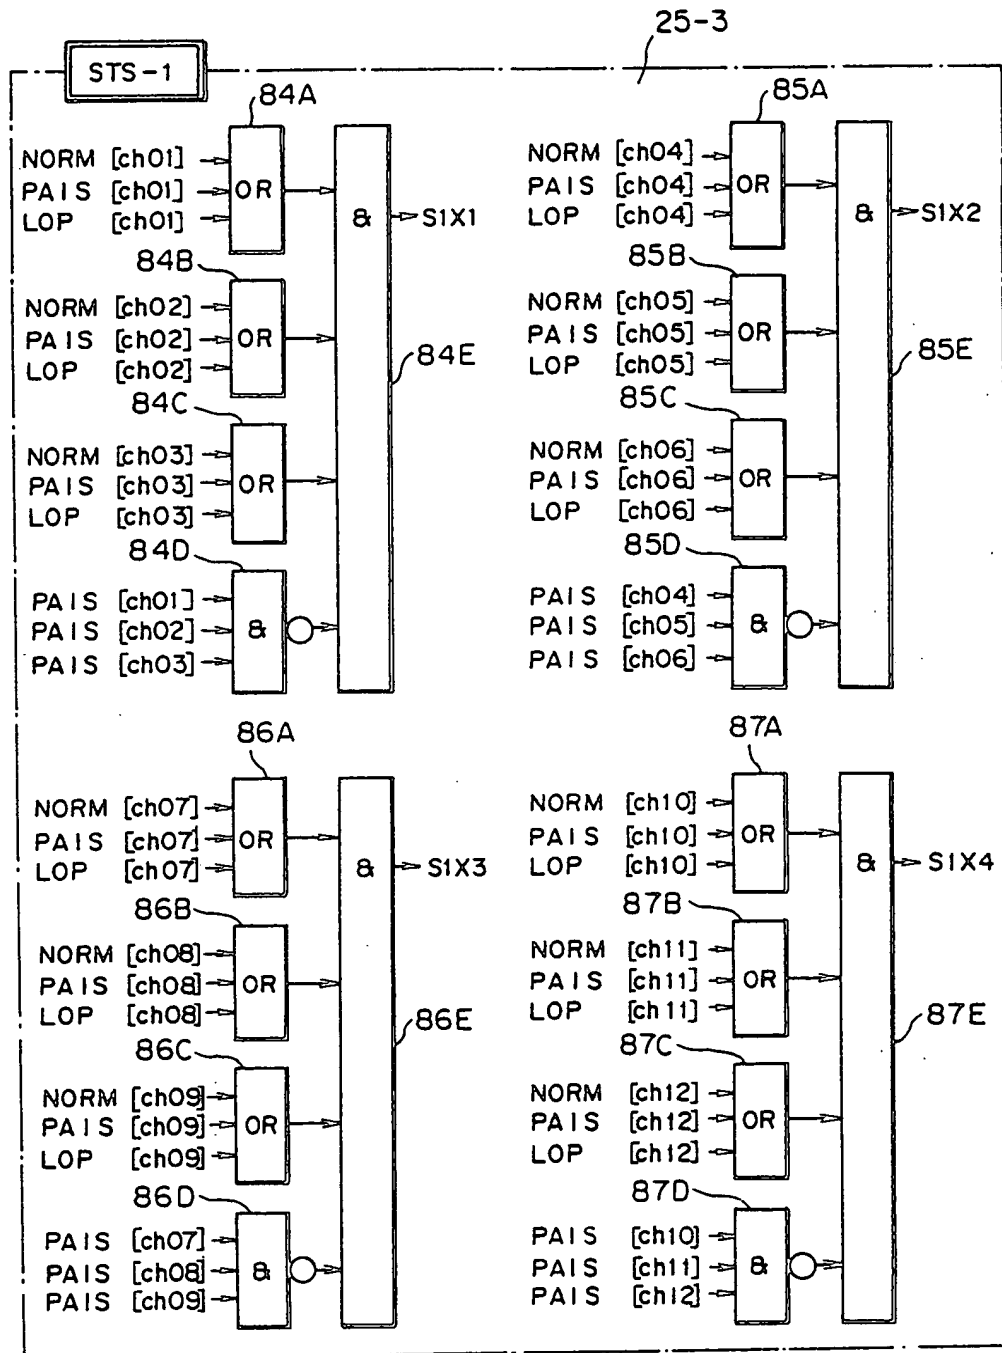 25-3
STS-1
84A
NORM [ch01]
PAIS [ch01]
LOP [ch01]
OR
84B
NORM [ch02]
PAIS [ch02]
LOP [ch02]
OR
84C
NORM [ch03]
PAIS [ch03]
LOP [ch03]
OR
84D
PAIS [ch01]
PAIS [ch02]
PAIS [ch03]
&
&
S1X1
84E
85A
NORM [ch04]
PAIS [ch04]
LOP [ch04]
OR
85B
NORM [ch05]
PAIS [ch05]
LOP [ch05]
OR
85C
NORM [ch06]
PAIS [ch06]
LOP [ch06]
OR
85D
PAIS [ch04]
PAIS [ch05]
PAIS [ch06]
&
&
S1X2
85E
86A
NORM [ch07]
PAIS [ch07]
LOP [ch07]
OR
86B
NORM [ch08]
PAIS [ch08]
LOP [ch08]
OR
86C
NORM [ch09]
PAIS [ch09]
LOP [ch09]
OR
86D
PAIS [ch07]
PAIS [ch08]
PAIS [ch09]
&
&
S1X3
86E
87A
NORM [ch10]
PAIS [ch10]
LOP [ch10]
OR
87B
NORM [ch11]
PAIS [ch11]
LOP [ch11]
OR
87C
NORM [ch12]
PAIS [ch12]
LOP [ch12]
OR
87D
PAIS [ch10]
PAIS [ch11]
PAIS [ch12]
&
&
S1X4
87E